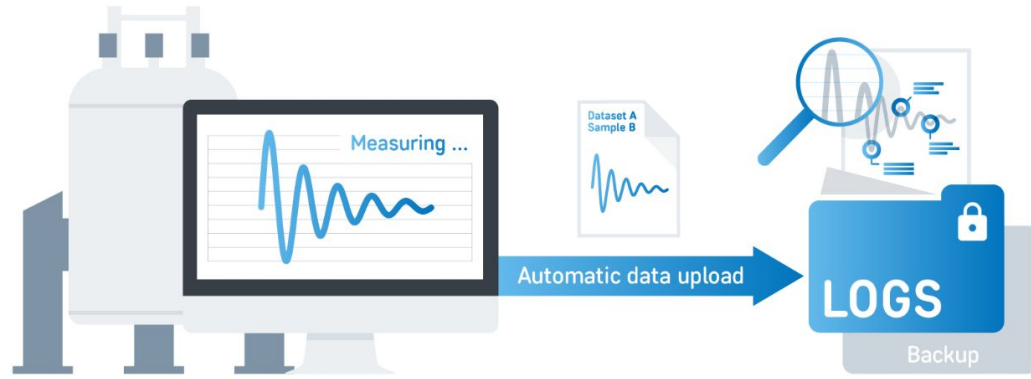 Measuring ...
Dataset A
Sample B
Automatic data upload
LOGS
Backup